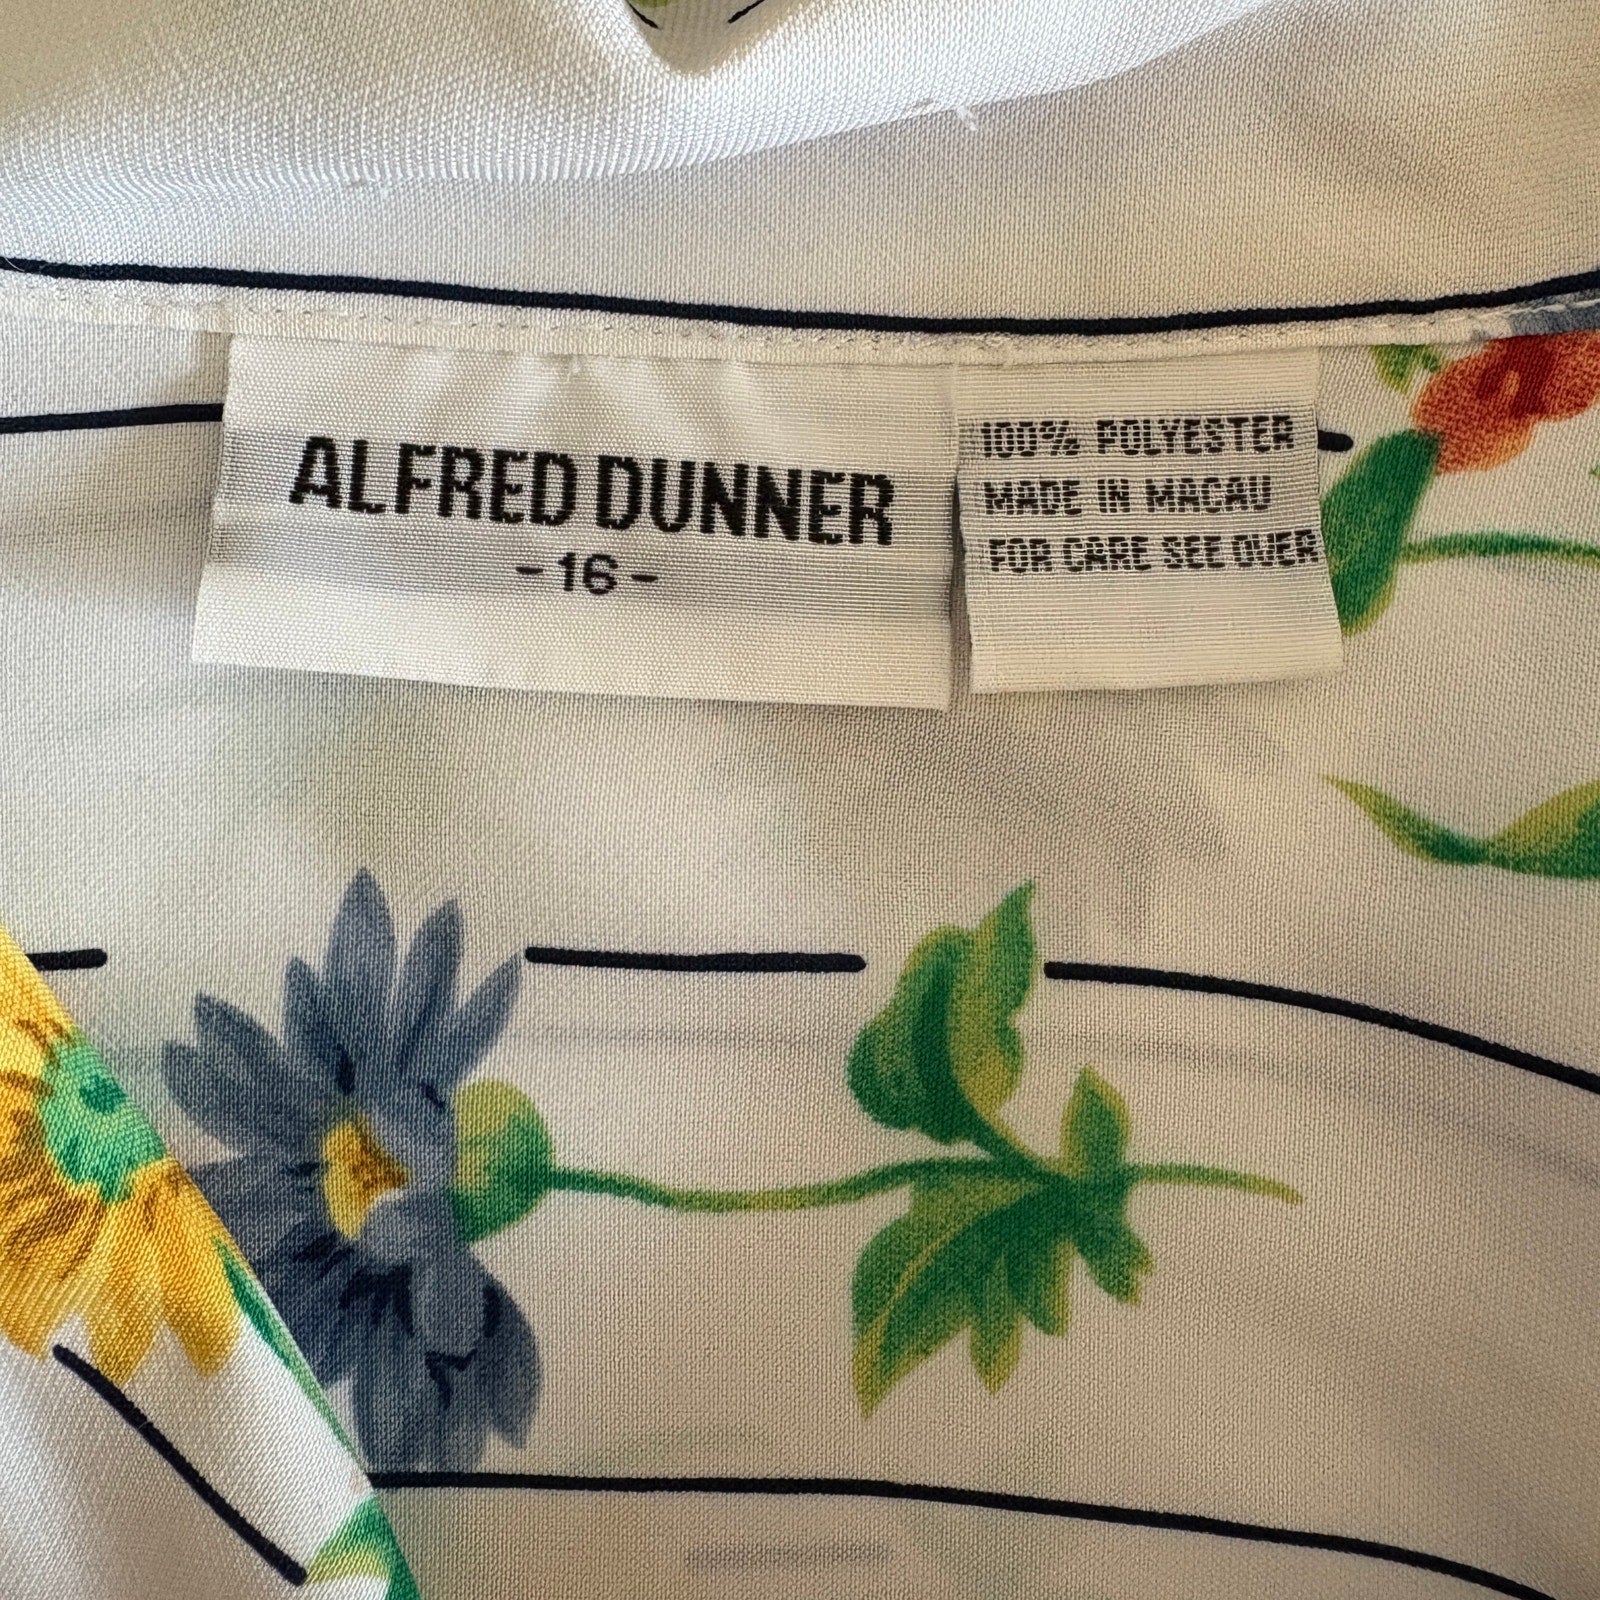 ALFRED DUNNER
-16-
100% POLYESTER
MADE IN MACAU
FOR CARE SEE OVER